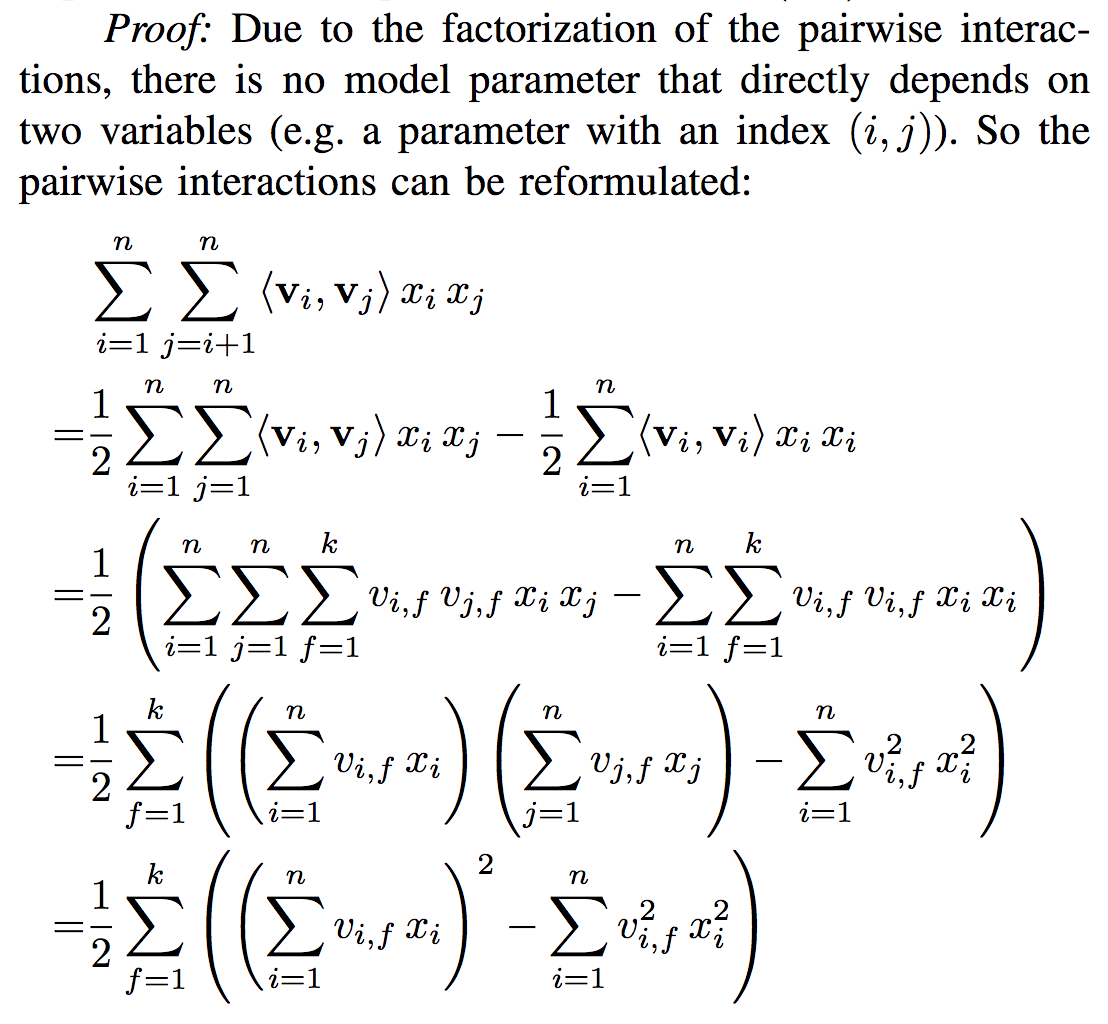 Proof: Due to the factorization of the pairwise interac-
tions, there is no model parameter that directly depends on
two variables (e.g. a parameter with an index (i, j)). So the
pairwise interactions can be reformulated:
\sum_{i=1}^{n} \sum_{j=i+1}^{n} \langle \mathbf{v}_i, \mathbf{v}_j \rangle x_i x_j
= \frac{1}{2} \sum_{i=1}^{n} \sum_{j=1}^{n} \langle \mathbf{v}_i, \mathbf{v}_j \rangle x_i x_j - \frac{1}{2} \sum_{i=1}^{n} \langle \mathbf{v}_i, \mathbf{v}_i \rangle x_i x_i
= \frac{1}{2} \left( \sum_{i=1}^{n} \sum_{j=1}^{n} \sum_{f=1}^{k} v_{i,f} v_{j,f} x_i x_j - \sum_{i=1}^{n} \sum_{f=1}^{k} v_{i,f} v_{i,f} x_i x_i \right)
= \frac{1}{2} \sum_{f=1}^{k} \left( \left( \sum_{i=1}^{n} v_{i,f} x_i \right) \left( \sum_{j=1}^{n} v_{j,f} x_j \right) - \sum_{i=1}^{n} v_{i,f}^2 x_i^2 \right)
= \frac{1}{2} \sum_{f=1}^{k} \left( \left( \sum_{i=1}^{n} v_{i,f} x_i \right)^2 - \sum_{i=1}^{n} v_{i,f}^2 x_i^2 \right)